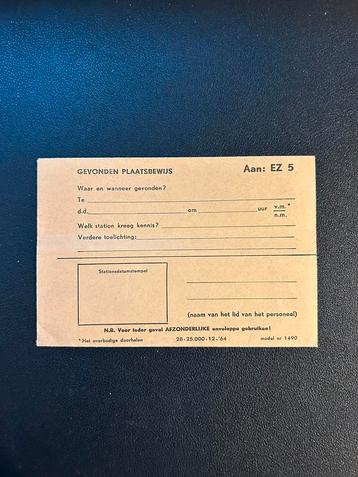 GEVONDEN PLAATSBEWIJS Aan: EZ 5
Waar en wanneer gevonden?
Te
d.d. om uur v.m. *
n.m.
Welk station kreeg kennis?
Verdere toelichting:
Stationsdatumstempel
(naam van het lid van het personeel)
N.B. Voor ieder geval AFZONDERLIJKE enveloppe gebruiken!
* Het overbodige doorhalen 28-25.000-12-'64 model nr 1490